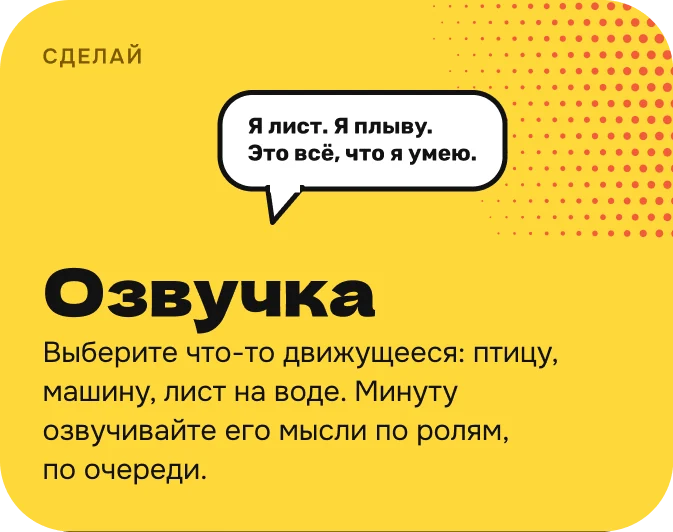 СДЕЛАЙ
Я лист. Я плыву.
Это всё, что я умею.
Озвучка
Выберите что-то движущееся: птицу,
машину, лист на воде. Минуту
озвучивайте его мысли по ролям,
по очереди.